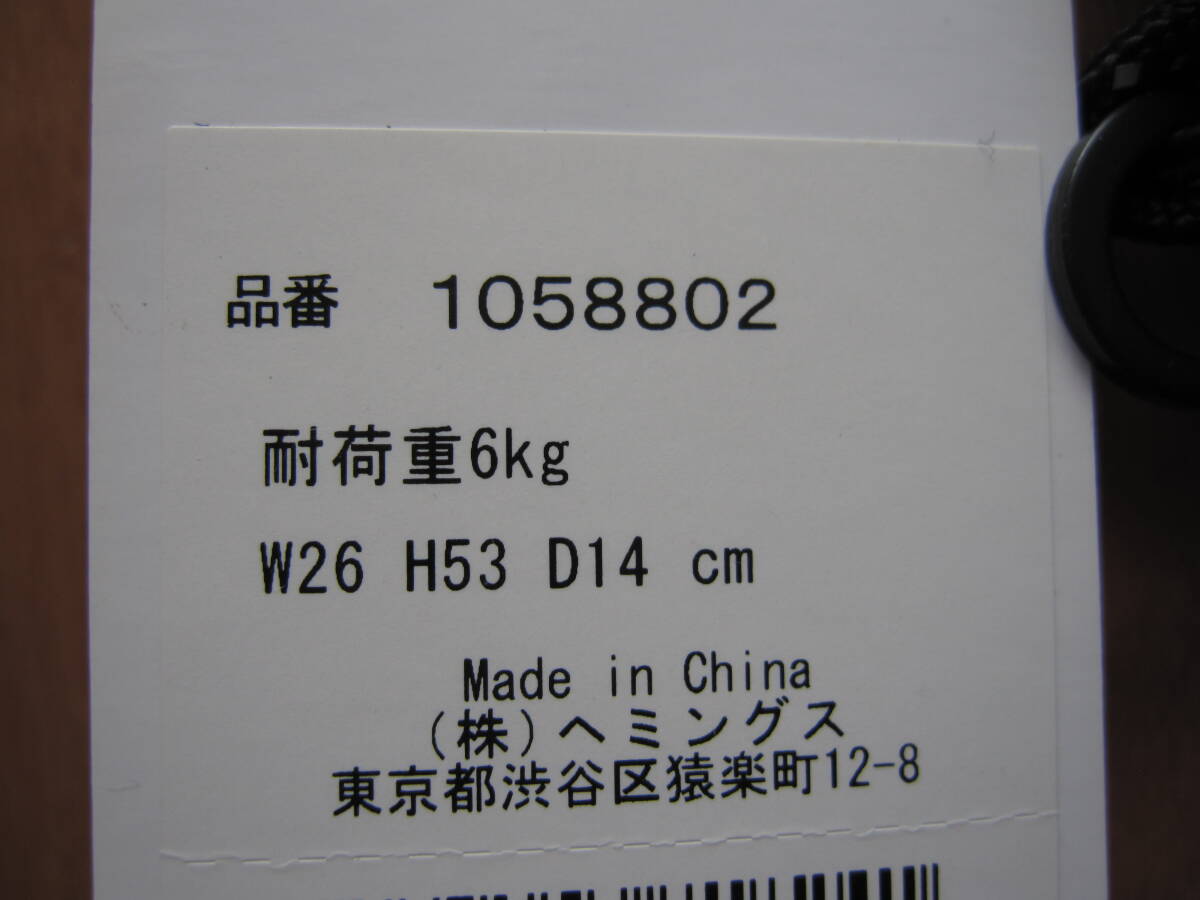 品番 1058802
耐荷重6kg
W26 H53 D14 cm
Made in China
(株)ヘミングス
東京都渋谷区猿楽町12-8